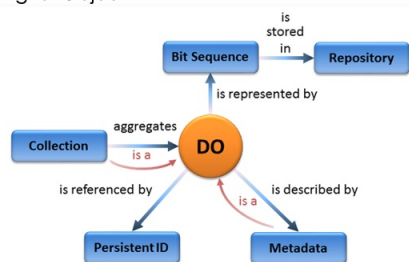 is
stored
in
Bit Sequence
Repository
is represented by
aggregates
Collection
is a
DO
is referenced by
is described by
is a
Persistent ID
Metadata